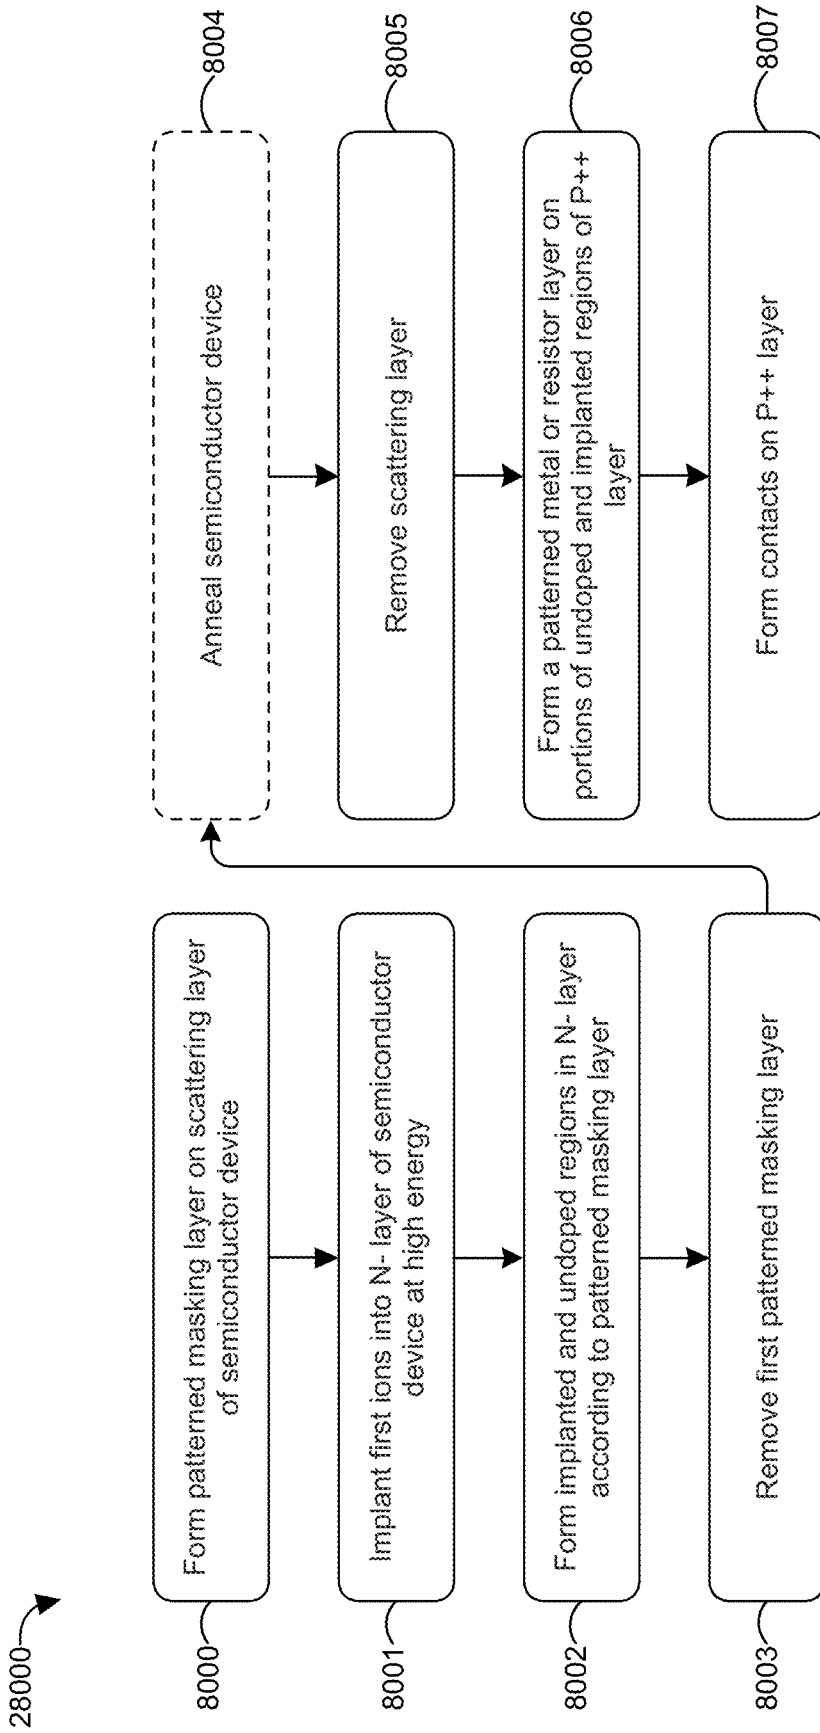 28000
8000
Form patterned masking layer on scattering layer
of semiconductor device
8001
Implant first ions into N- layer of semiconductor
device at high energy
8002
Form implanted and undoped regions in N- layer
according to patterned masking layer
8003
Remove first patterned masking layer
8004
Anneal semiconductor device
8005
Remove scattering layer
8006
Form a patterned metal or resistor layer on
portions of undoped and implanted regions of P++
layer
8007
Form contacts on P++ layer